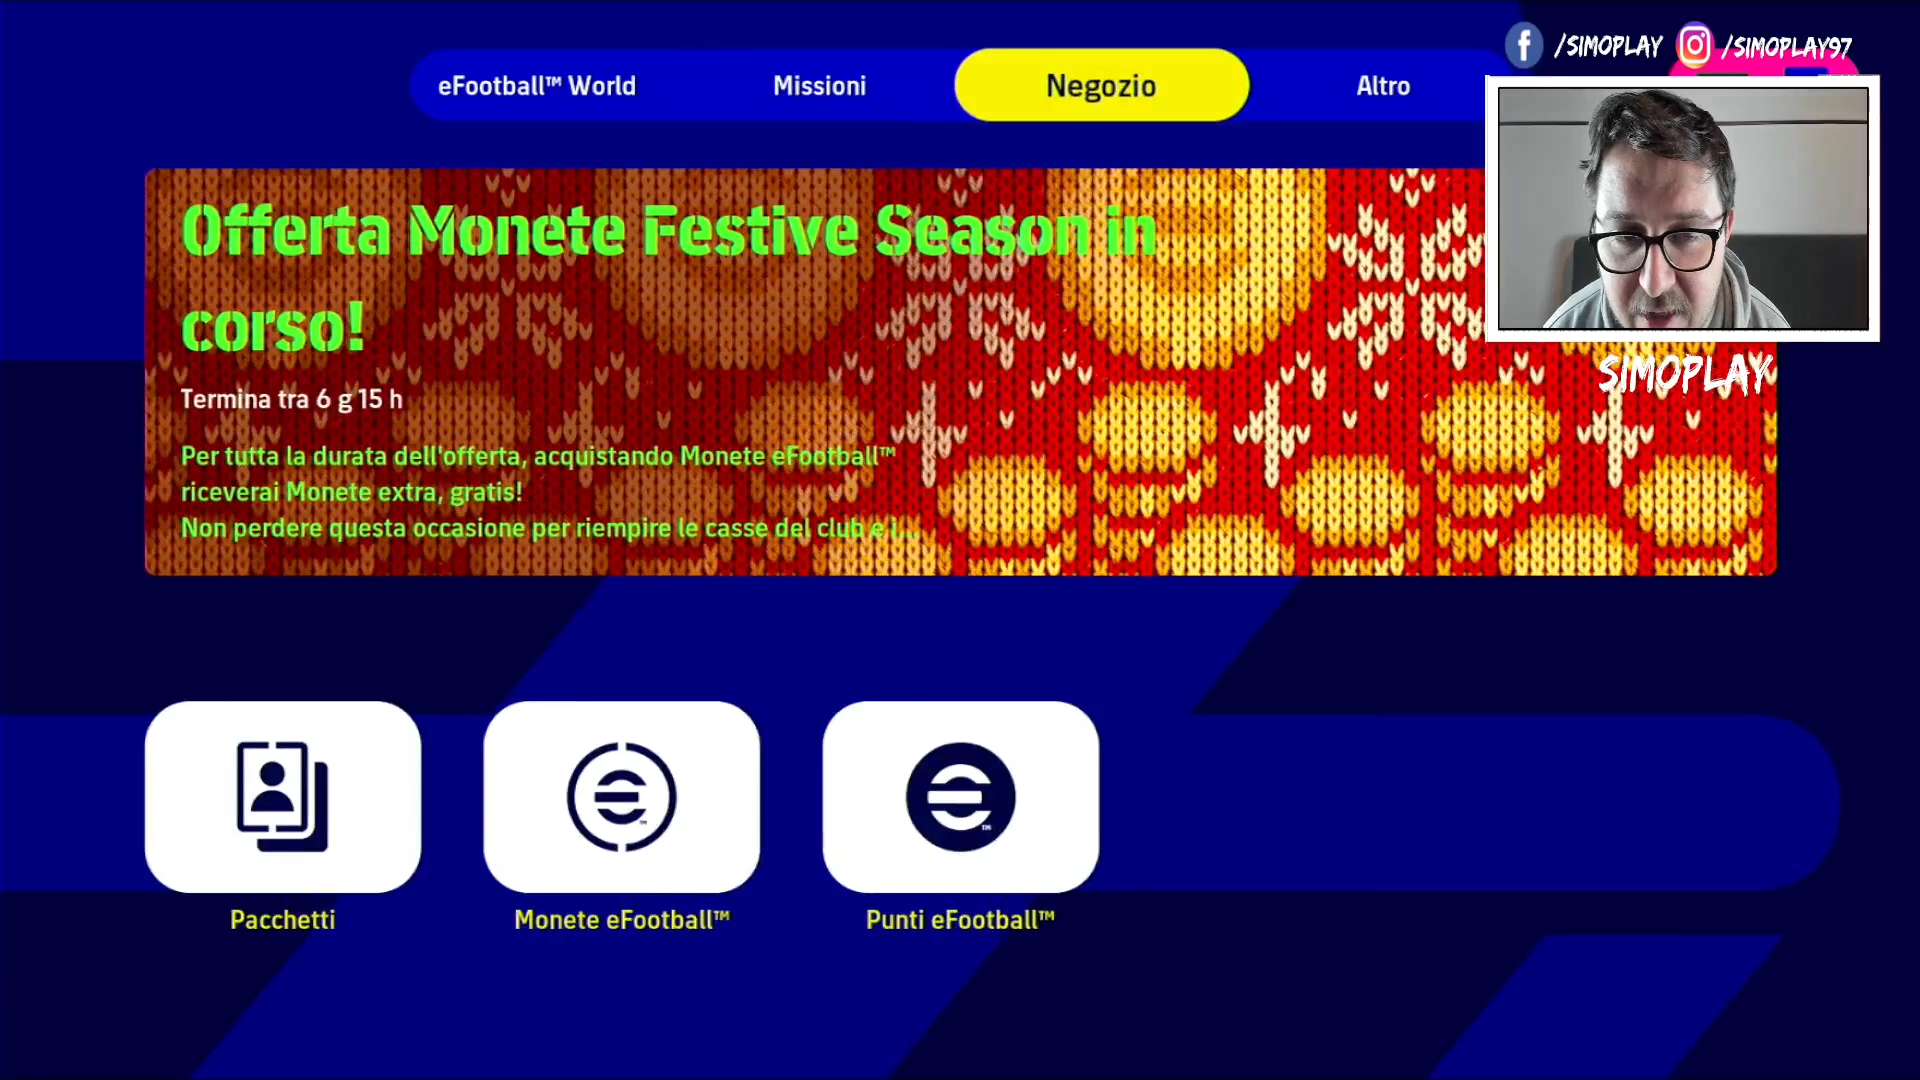 /SIMOPLAY
/SIMOPLAY97
eFootball™ World
Missioni
Negozio
Altro
Offerta Monete Festive Season in
corso!
SIMOPLAY
Termina tra 6 g 15 h
Per tutta la durata dell'offerta, acquistando Monete eFootball™
riceverai Monete extra, gratis!
Non perdere questa occasione per riempire le casse del club e i...
Pacchetti
Monete eFootball™
Punti eFootball™